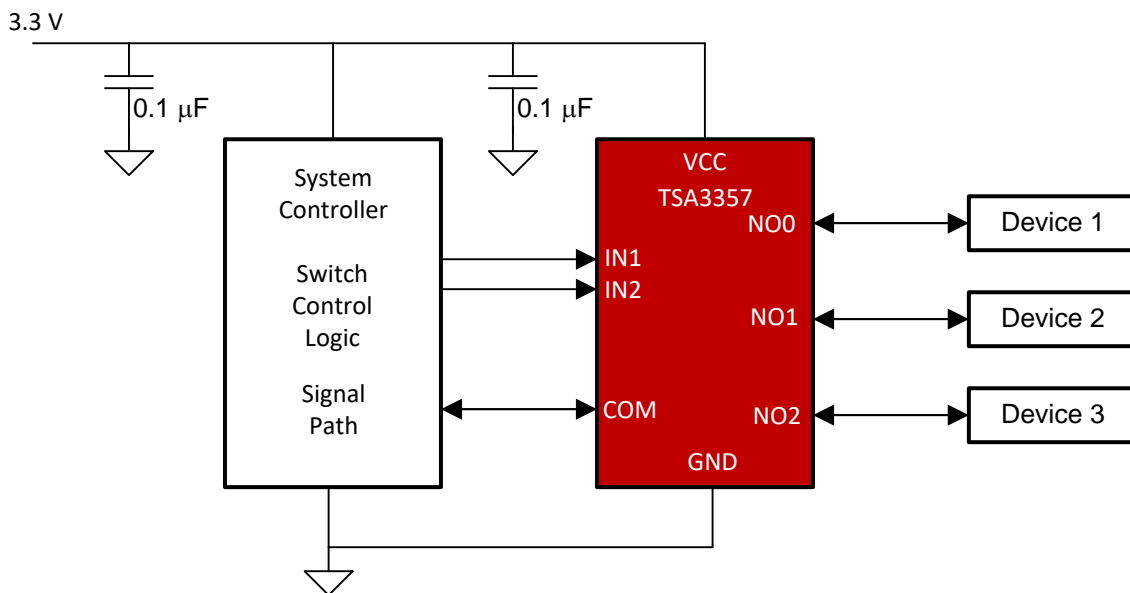 3.3 V
0.1 μF
0.1 μF
System
Controller
Switch
Control
Logic
Signal
Path
VCC
TSA3357
IN1
IN2
COM
NO0
NO1
NO2
GND
Device 1
Device 2
Device 3